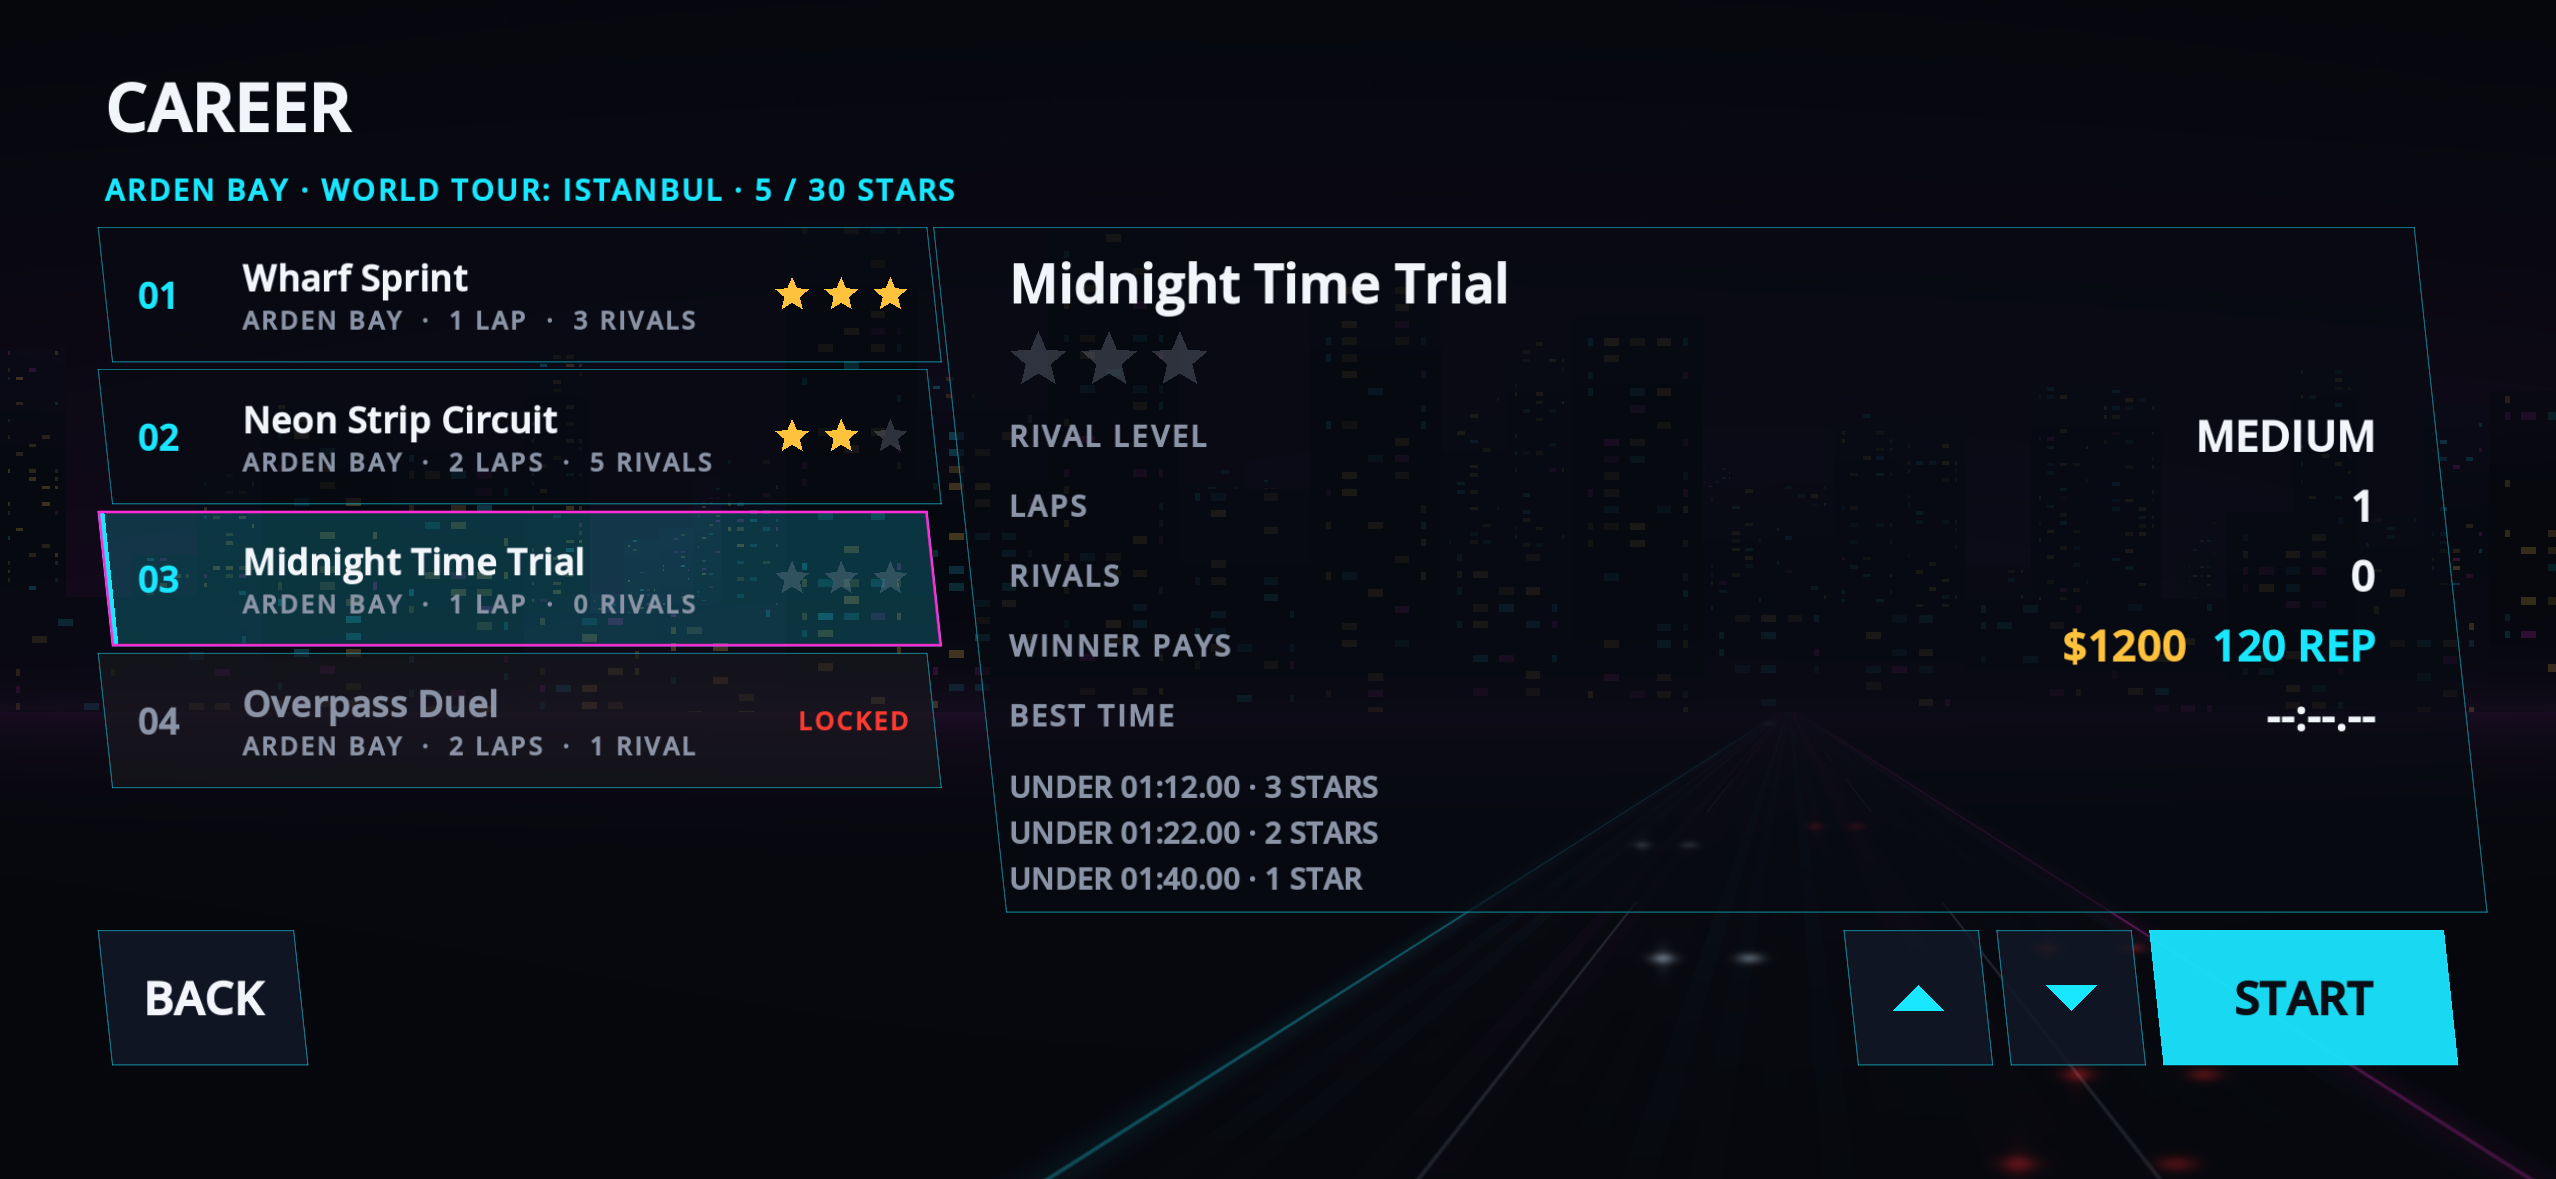 CAREER
ARDEN BAY · WORLD TOUR: ISTANBUL · 5 / 30 STARS
01
Wharf Sprint
ARDEN BAY · 1 LAP · 3 RIVALS
02
Neon Strip Circuit
ARDEN BAY · 2 LAPS · 5 RIVALS
03
Midnight Time Trial
ARDEN BAY · 1 LAP · 0 RIVALS
04
Overpass Duel
ARDEN BAY · 2 LAPS · 1 RIVAL
LOCKED
Midnight Time Trial
RIVAL LEVEL MEDIUM
LAPS 1
RIVALS 0
WINNER PAYS $1200 120 REP
BEST TIME --:--.--
UNDER 01:12.00 · 3 STARS
UNDER 01:22.00 · 2 STARS
UNDER 01:40.00 · 1 STAR
BACK
START